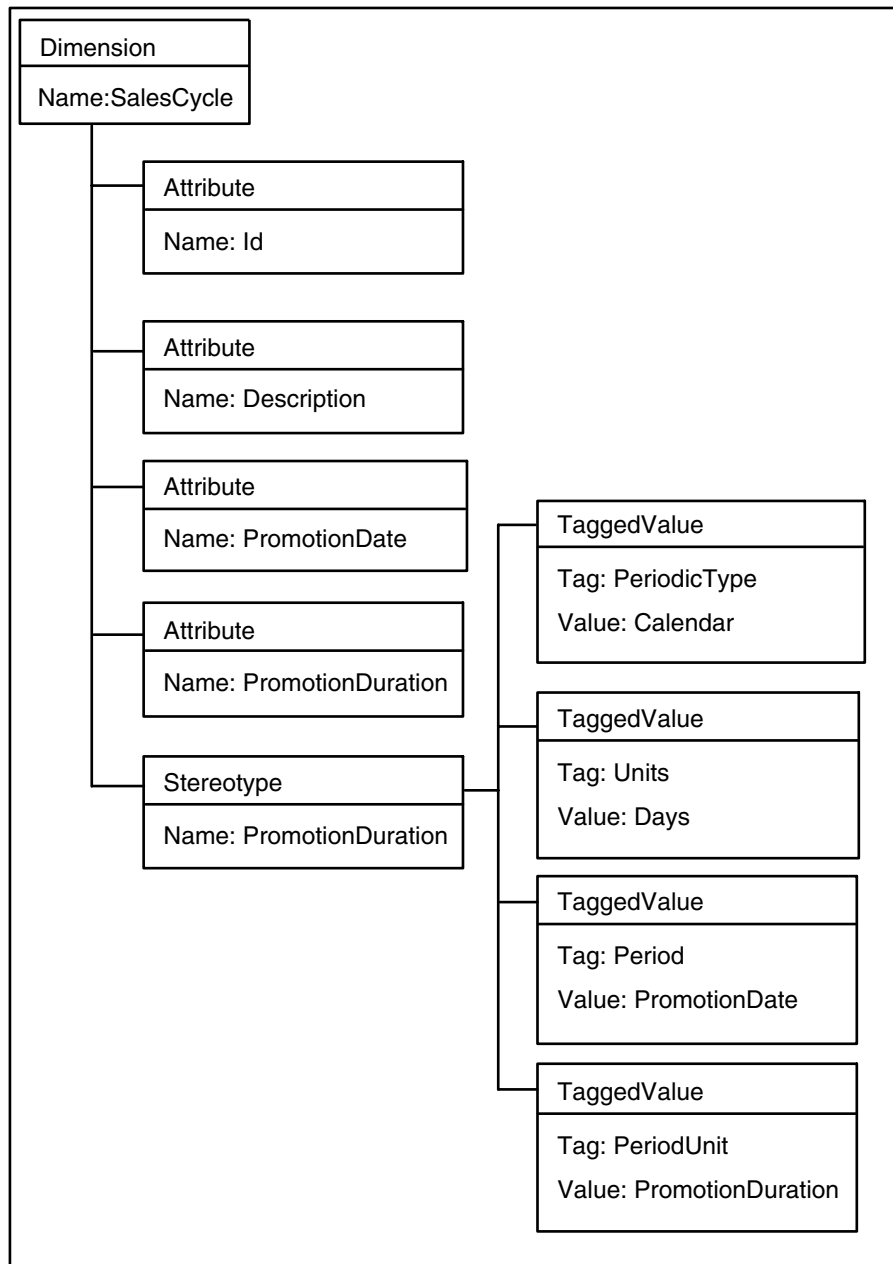 Dimension
Name:SalesCycle
Attribute
Name: Id
Attribute
Name: Description
Attribute
Name: PromotionDate
Attribute
Name: PromotionDuration
Stereotype
Name: PromotionDuration
TaggedValue
Tag: PeriodicType
Value: Calendar
TaggedValue
Tag: Units
Value: Days
TaggedValue
Tag: Period
Value: PromotionDate
TaggedValue
Tag: PeriodUnit
Value: PromotionDuration